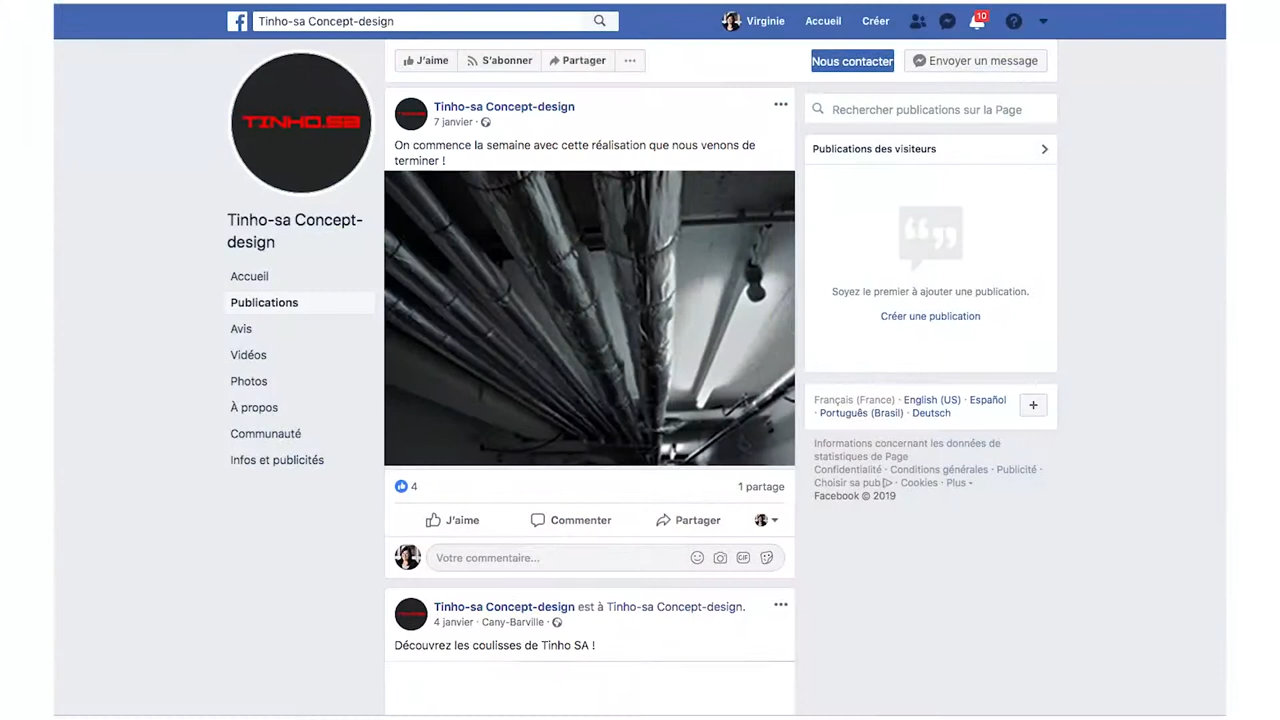 Tinho-sa Concept-design
Virginie
Accueil
Créer
10
J'aime
S'abonner
Partager
Nous contacter
Envoyer un message
TINHO.SA
Tinho-sa Concept-
design
Accueil
Publications
Avis
Vidéos
Photos
À propos
Communauté
Infos et publicités
Tinho-sa Concept-design
7 janvier ·
On commence la semaine avec cette réalisation que nous venons de
terminer !
4
1 partage
J'aime
Commenter
Partager
Votre commentaire...
GIF
Tinho-sa Concept-design est à Tinho-sa Concept-design.
4 janvier · Cany-Barville ·
Découvrez les coulisses de Tinho SA !
Rechercher publications sur la Page
Publications des visiteurs
Soyez le premier à ajouter une publication.
Créer une publication
Français (France) · English (US) · Español
· Português (Brasil) · Deutsch
Informations concernant les données de
statistiques de Page
Confidentialité · Conditions générales · Publicité ·
Choisir sa pub · Cookies · Plus
Facebook © 2019